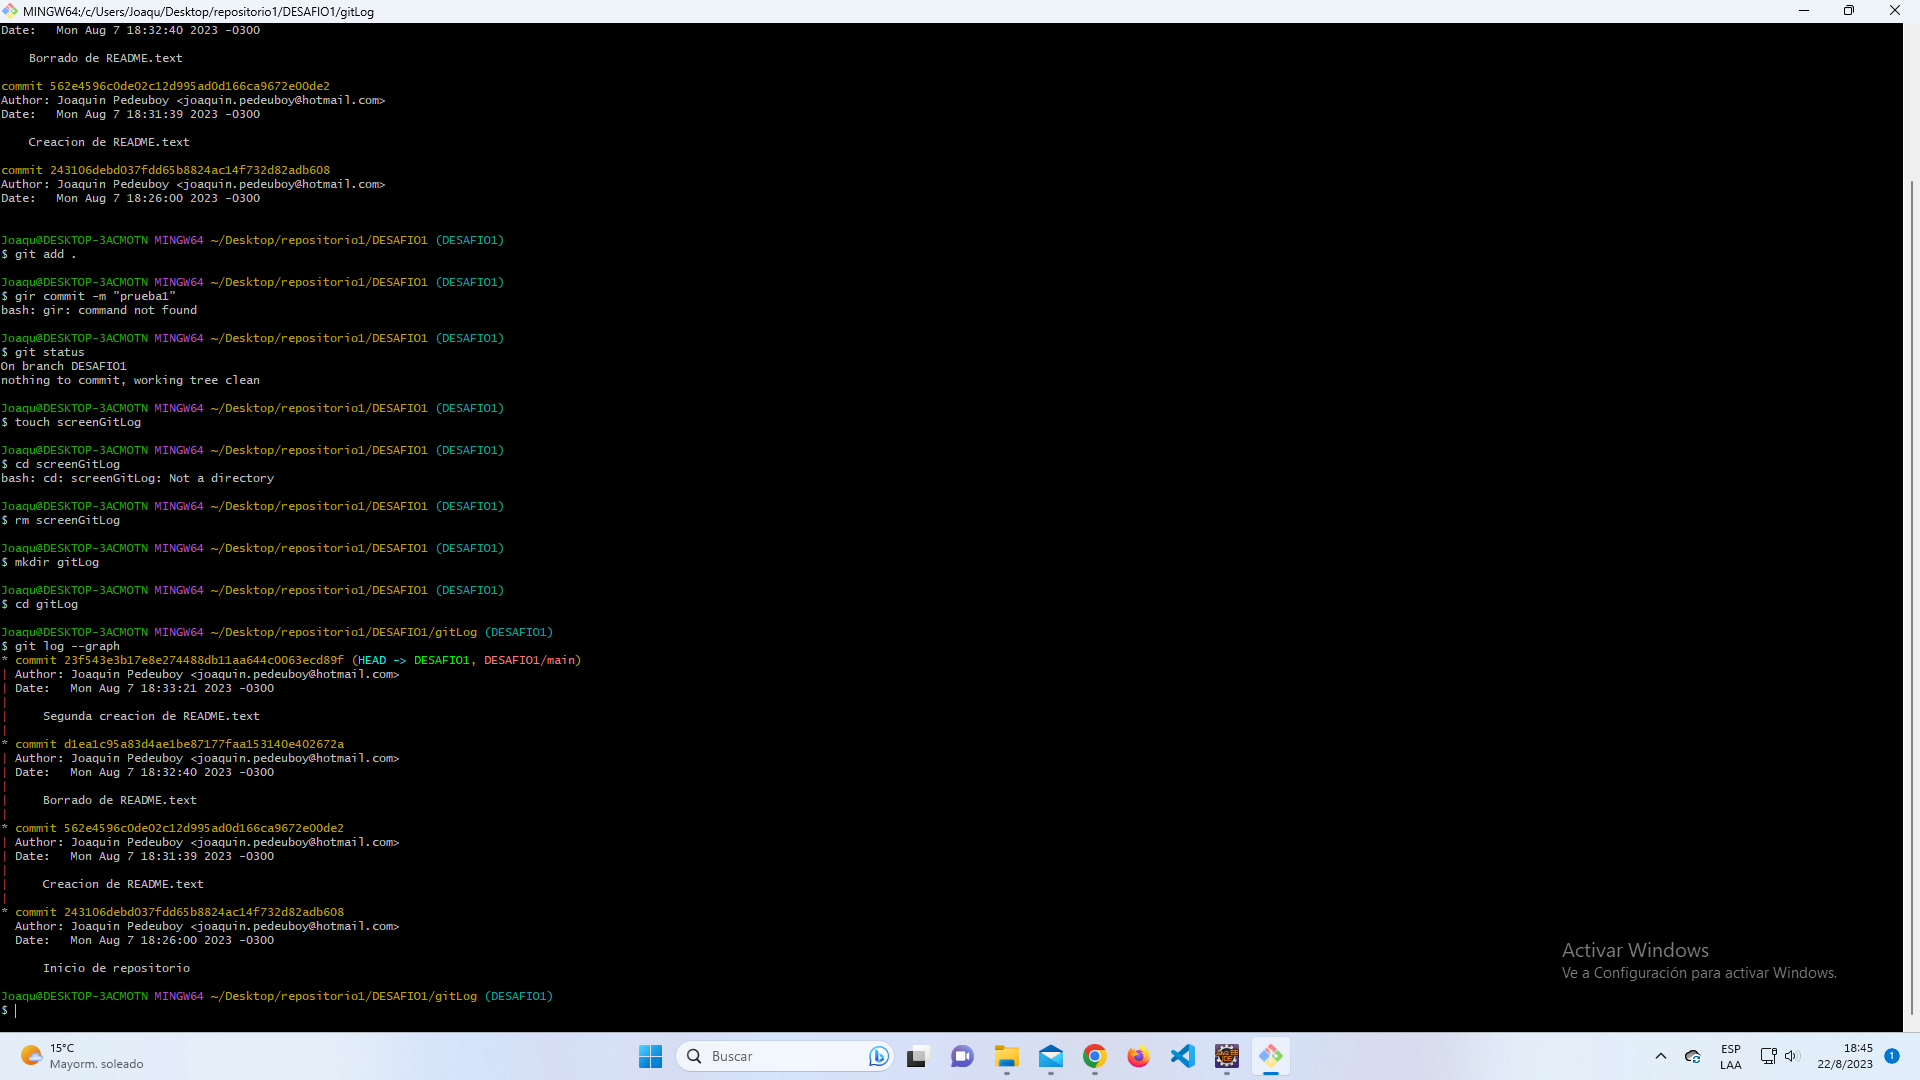 MINGW64:/c/Users/Joaqu/Desktop/repositorio1/DESAFIO1/gitLog
Date:   Mon Aug 7 18:32:40 2023 -0300
Borrado de README.text
commit 562e4596c0de02c12d995ad0d166ca9672e00de2
Author: Joaquin Pedeuboy <joaquin.pedeuboy@hotmail.com>
Date:   Mon Aug 7 18:31:39 2023 -0300
Creacion de README.text
commit 243106debd037fdd65b8824ac14f732d82adb608
Author: Joaquin Pedeuboy <joaquin.pedeuboy@hotmail.com>
Date:   Mon Aug 7 18:26:00 2023 -0300
Joaqu@DESKTOP-3ACMOTN MINGW64 ~/Desktop/repositorio1/DESAFIO1 (DESAFIO1)
$ git add .
Joaqu@DESKTOP-3ACMOTN MINGW64 ~/Desktop/repositorio1/DESAFIO1 (DESAFIO1)
$ gir commit -m "prueba1"
bash: gir: command not found
Joaqu@DESKTOP-3ACMOTN MINGW64 ~/Desktop/repositorio1/DESAFIO1 (DESAFIO1)
$ git status
On branch DESAFIO1
nothing to commit, working tree clean
Joaqu@DESKTOP-3ACMOTN MINGW64 ~/Desktop/repositorio1/DESAFIO1 (DESAFIO1)
$ touch screenGitLog
Joaqu@DESKTOP-3ACMOTN MINGW64 ~/Desktop/repositorio1/DESAFIO1 (DESAFIO1)
$ cd screenGitLog
bash: cd: screenGitLog: Not a directory
Joaqu@DESKTOP-3ACMOTN MINGW64 ~/Desktop/repositorio1/DESAFIO1 (DESAFIO1)
$ rm screenGitLog
Joaqu@DESKTOP-3ACMOTN MINGW64 ~/Desktop/repositorio1/DESAFIO1 (DESAFIO1)
$ mkdir gitLog
Joaqu@DESKTOP-3ACMOTN MINGW64 ~/Desktop/repositorio1/DESAFIO1 (DESAFIO1)
$ cd gitLog
Joaqu@DESKTOP-3ACMOTN MINGW64 ~/Desktop/repositorio1/DESAFIO1/gitLog (DESAFIO1)
$ git log --graph
* commit 23f543e3b17e8e274488db11aa644c0063ecd89f (HEAD -> DESAFIO1, DESAFIO1/main)
| Author: Joaquin Pedeuboy <joaquin.pedeuboy@hotmail.com>
| Date:   Mon Aug 7 18:33:21 2023 -0300
|
|     Segunda creacion de README.text
|
* commit d1ea1c95a83d4ae1be87177faa153140e402672a
| Author: Joaquin Pedeuboy <joaquin.pedeuboy@hotmail.com>
| Date:   Mon Aug 7 18:32:40 2023 -0300
|
|     Borrado de README.text
|
* commit 562e4596c0de02c12d995ad0d166ca9672e00de2
| Author: Joaquin Pedeuboy <joaquin.pedeuboy@hotmail.com>
| Date:   Mon Aug 7 18:31:39 2023 -0300
|
|     Creacion de README.text
|
* commit 243106debd037fdd65b8824ac14f732d82adb608
Author: Joaquin Pedeuboy <joaquin.pedeuboy@hotmail.com>
Date:   Mon Aug 7 18:26:00 2023 -0300
Inicio de repositorio
Joaqu@DESKTOP-3ACMOTN MINGW64 ~/Desktop/repositorio1/DESAFIO1/gitLog (DESAFIO1)
$
Activar Windows
Ve a Configuración para activar Windows.
15°C
Mayorm. soleado
Buscar
Java EE
IDE
ESP
LAA
18:45
22/8/2023
1